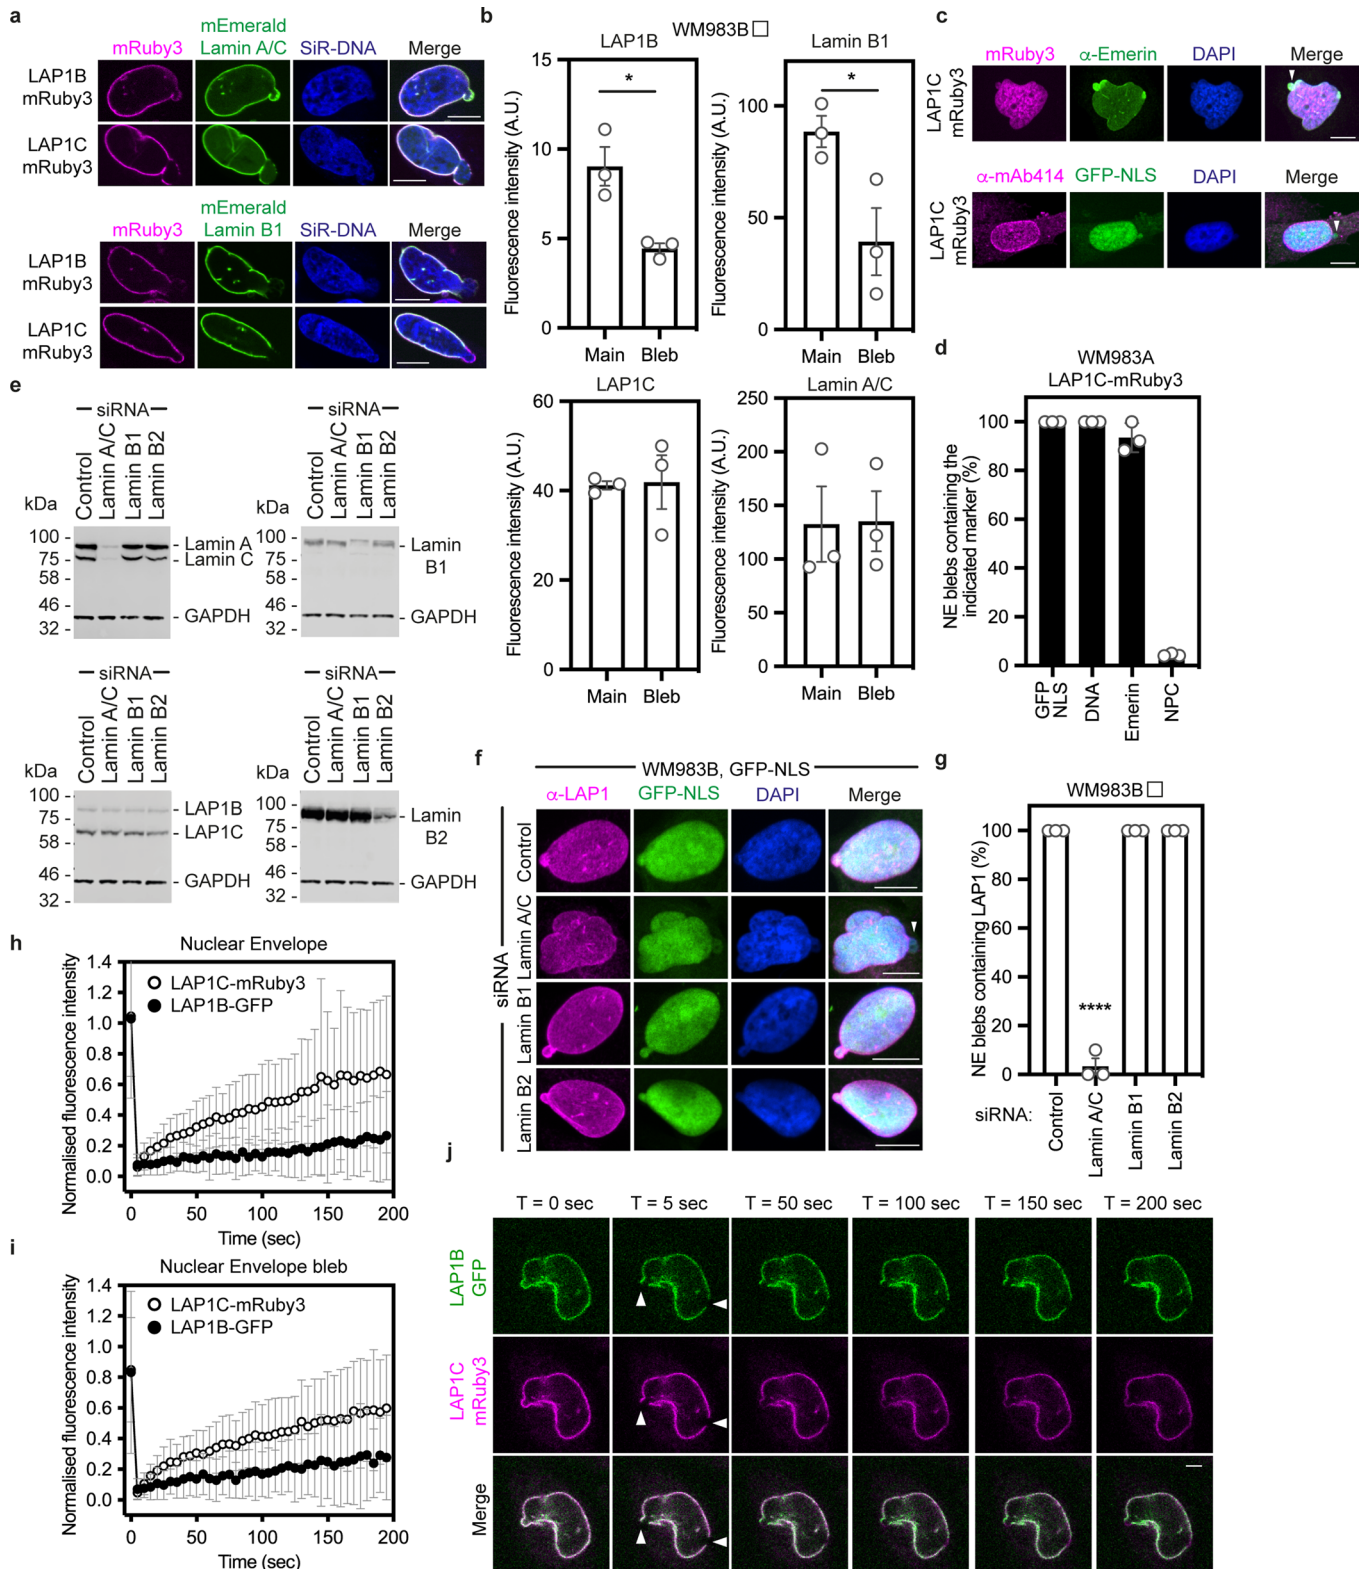 a
mRuby3
mEmerald
Lamin A/C
SiR-DNA
Merge
LAP1B
mRuby3
LAP1C
mRuby3
mRuby3
mEmerald
Lamin B1
SiR-DNA
Merge
LAP1B
mRuby3
LAP1C
mRuby3
b
WM983B
LAP1B
Fluorescence intensity (A.U.)
15
10
5
0
*
Main
Bleb
Lamin B1
Fluorescence intensity (A.U.)
100
50
0
*
Main
Bleb
LAP1C
Fluorescence intensity (A.U.)
60
40
20
0
Main
Bleb
Lamin A/C
Fluorescence intensity (A.U.)
250
200
150
100
50
0
Main
Bleb
c
mRuby3
α-Emerin
DAPI
Merge
LAP1C
mRuby3
α-mAb414
GFP-NLS
DAPI
Merge
LAP1C
mRuby3
d
WM983A
LAP1C-mRuby3
NE blebs containing the
indicated marker (%)
100
80
60
40
20
0
GFP
NLS
DNA
Emerin
NPC
e
siRNA
Control
Lamin A/C
Lamin B1
Lamin B2
kDa
100
75
58
46
32
Lamin A
Lamin C
GAPDH
siRNA
Control
Lamin A/C
Lamin B1
Lamin B2
kDa
100
75
58
46
32
Lamin
B1
GAPDH
siRNA
Control
Lamin A/C
Lamin B1
Lamin B2
kDa
100
75
58
46
32
LAP1B
LAP1C
GAPDH
siRNA
Control
Lamin A/C
Lamin B1
Lamin B2
kDa
100
75
58
46
32
Lamin
B2
GAPDH
f
WM983B, GFP-NLS
α-LAP1
GFP-NLS
DAPI
Merge
siRNA
Control
Lamin A/C
Lamin B1
Lamin B2
g
WM983B
NE blebs containing LAP1 (%)
100
80
60
40
20
0
****
siRNA:
Control
Lamin A/C
Lamin B1
Lamin B2
h
Nuclear Envelope
Normalised fluorescence intensity
1.4
1.2
1.0
0.8
0.6
0.4
0.2
0.0
LAP1C-mRuby3
LAP1B-GFP
0
50
100
150
200
Time (sec)
i
Nuclear Envelope bleb
Normalised fluorescence intensity
1.4
1.2
1.0
0.8
0.6
0.4
0.2
0.0
LAP1C-mRuby3
LAP1B-GFP
0
50
100
150
200
Time (sec)
j
T = 0 sec
T = 5 sec
T = 50 sec
T = 100 sec
T = 150 sec
T = 200 sec
LAP1B
GFP
LAP1C
mRuby3
Merge